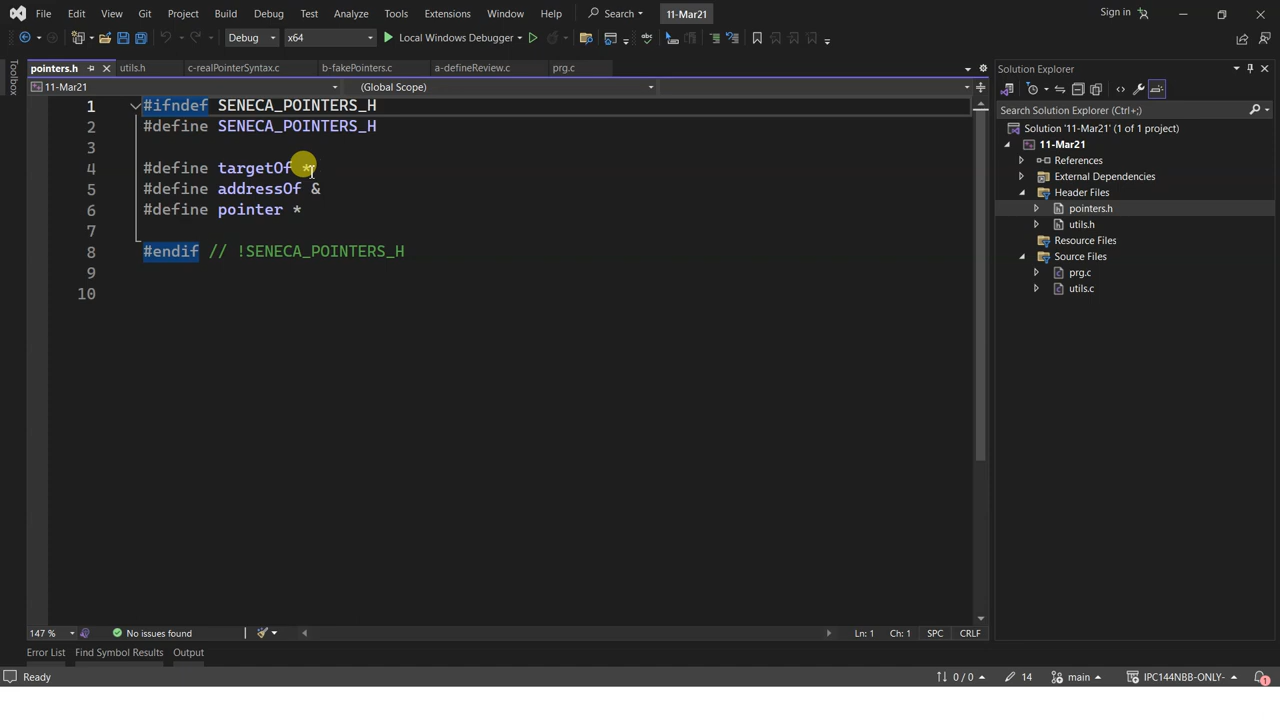 File Edit View Git Project Build Debug Test Analyze Tools Extensions Window Help Search 11-Mar21 Sign in
Debug x64 Local Windows Debugger
pointers.h utils.h c-realPointerSyntax.c b-fakePointers.c a-defineReview.c prg.c
Toolbox
11-Mar21 (Global Scope)
1 #ifndef SENECA_POINTERS_H
2 #define SENECA_POINTERS_H
3
4 #define targetOf *
5 #define addressOf &
6 #define pointer *
7
8 #endif // !SENECA_POINTERS_H
9
10
Solution Explorer
Search Solution Explorer (Ctrl+;)
Solution '11-Mar21' (1 of 1 project)
11-Mar21
References
External Dependencies
Header Files
pointers.h
utils.h
Resource Files
Source Files
prg.c
utils.c
147 % No issues found Ln: 1 Ch: 1 SPC CRLF
Error List Find Symbol Results Output
Ready 0 / 0 14 main IPC144NBB-ONLY- 1